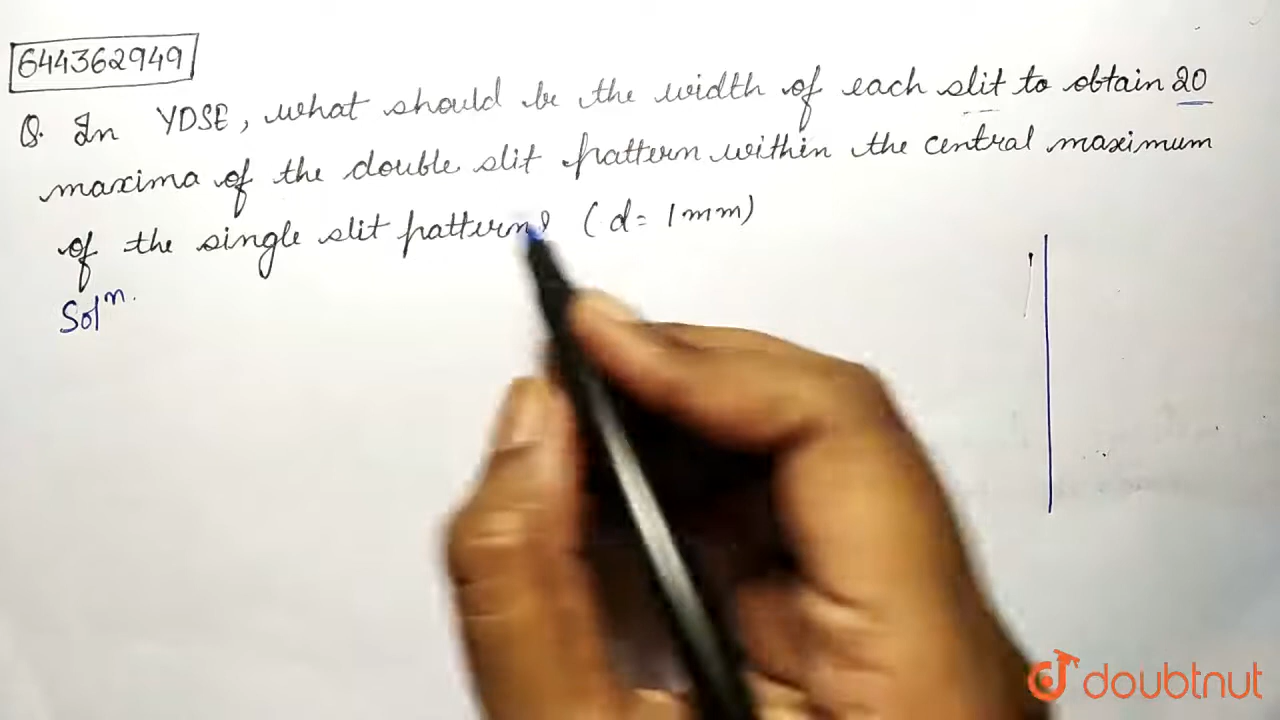 644362949
Q. In YDSE, what should be the width of each slit to obtain 20
maxima of the double slit pattern within the central maximum
of the single slit pattern? (d = 1mm)
Solⁿ.
doubtnut